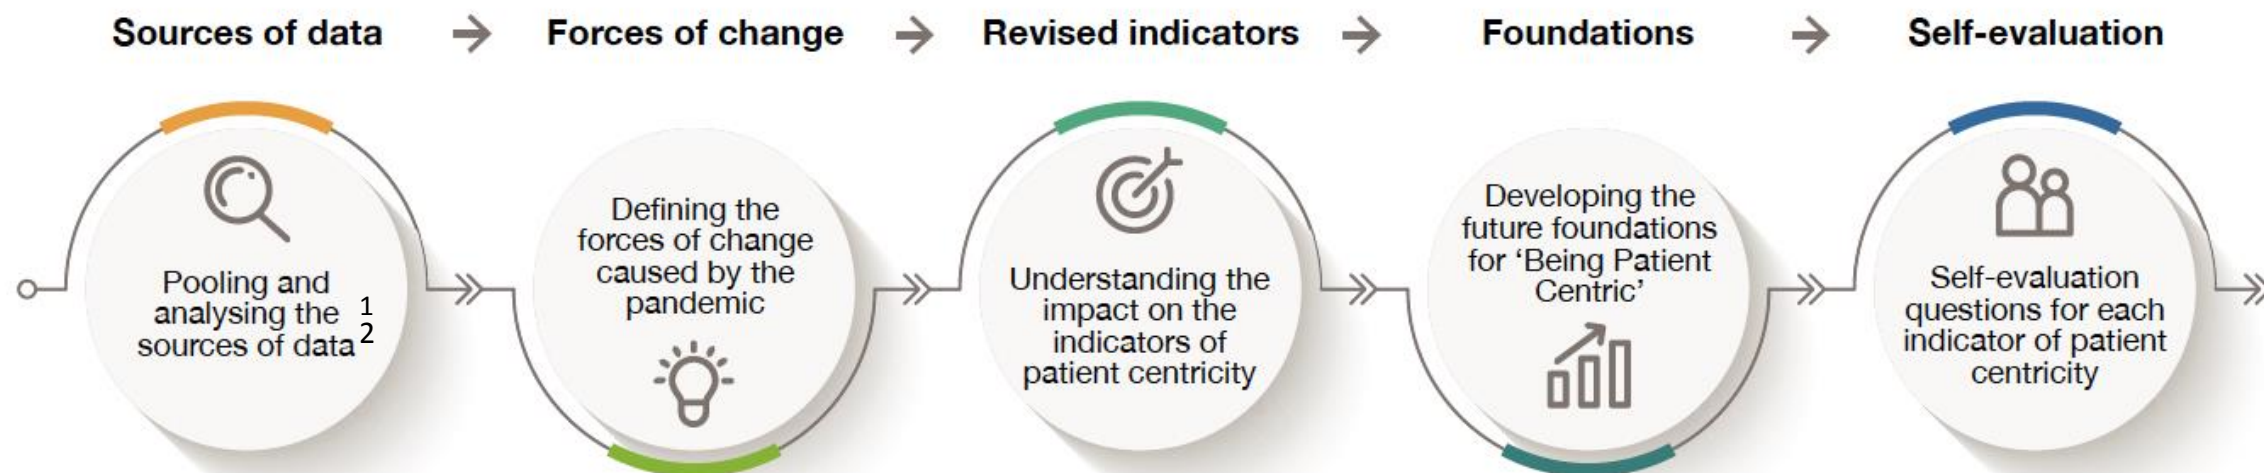 Sources of data → Forces of change → Revised indicators → Foundations → Self-evaluation
Pooling and
analysing the 1
sources of data 2
Defining the
forces of change
caused by the
pandemic
Understanding the
impact on the
indicators of
patient centricity
Developing the
future foundations
for ‘Being Patient
Centric’
Self-evaluation
questions for each
indicator of patient
centricity